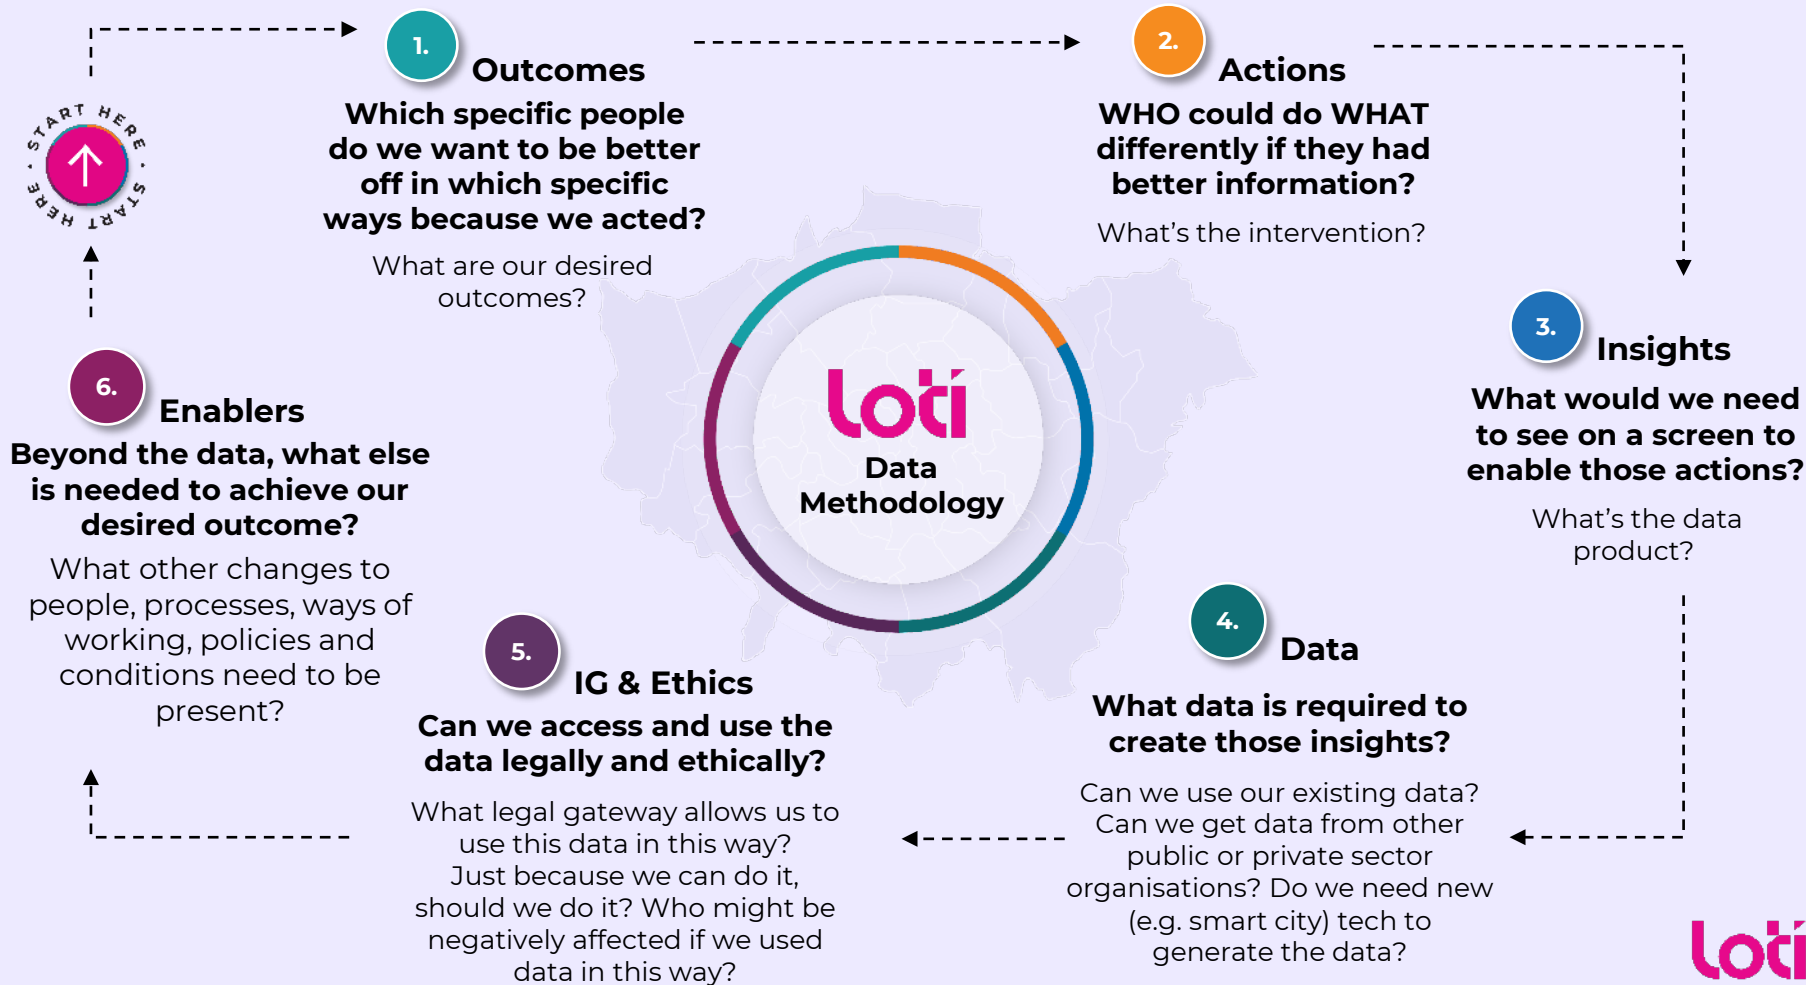 START HERE · START HERE ·
1.
Outcomes
Which specific people
do we want to be better
off in which specific
ways because we acted?
What are our desired
outcomes?
2.
Actions
WHO could do WHAT
differently if they had
better information?
What’s the intervention?
3.
Insights
What would we need
to see on a screen to
enable those actions?
What’s the data
product?
4.
Data
What data is required to
create those insights?
Can we use our existing data?
Can we get data from other
public or private sector
organisations? Do we need new
(e.g. smart city) tech to
generate the data?
5.
IG & Ethics
Can we access and use the
data legally and ethically?
What legal gateway allows us to
use this data in this way?
Just because we can do it,
should we do it? Who might be
negatively affected if we used
data in this way?
6.
Enablers
Beyond the data, what else
is needed to achieve our
desired outcome?
What other changes to
people, processes, ways of
working, policies and
conditions need to be
present?
loti
Data
Methodology
loti